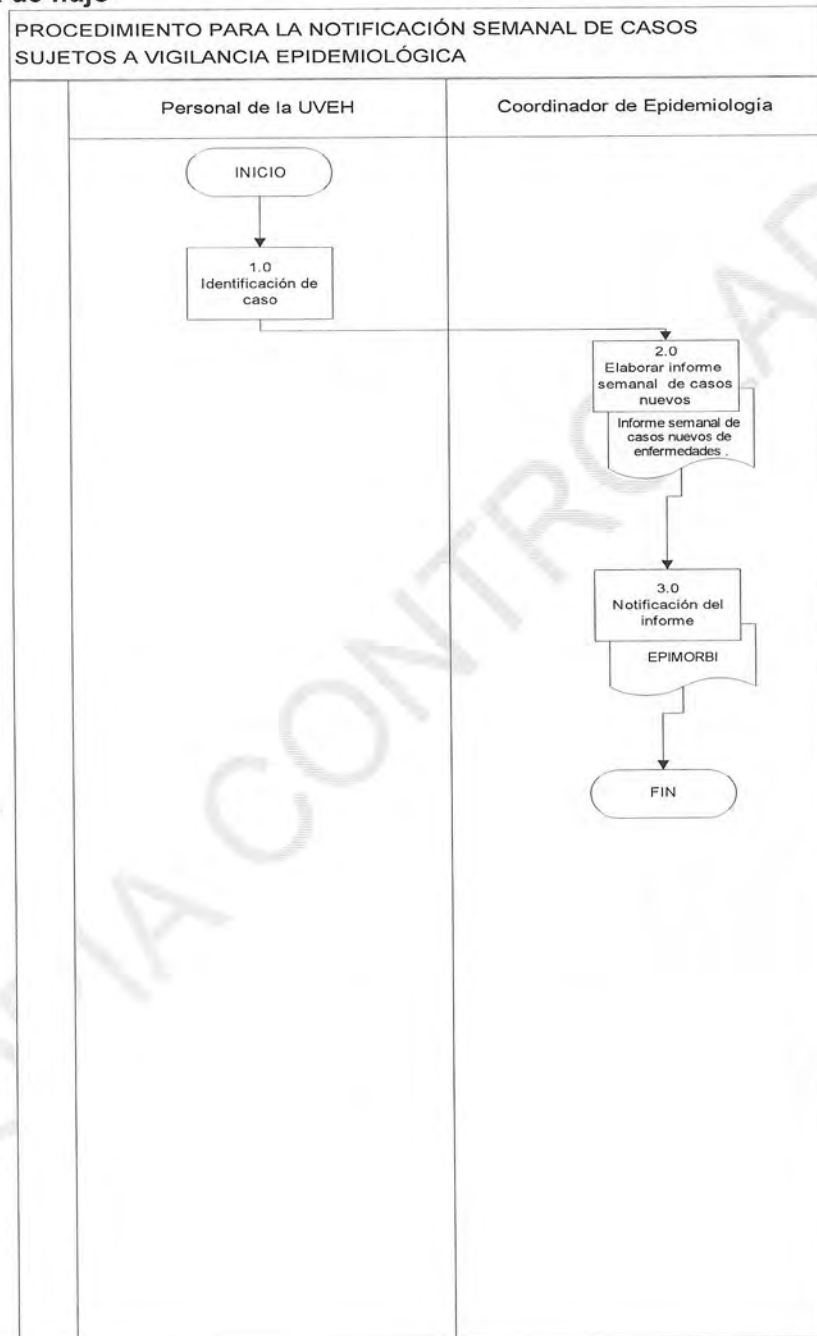 de flujo
PROCEDIMIENTO PARA LA NOTIFICACIÓN SEMANAL DE CASOS
SUJETOS A VIGILANCIA EPIDEMIOLÓGICA
Personal de la UVEH
Coordinador de Epidemiología
INICIO
1.0
Identificación de
caso
2.0
Elaborar informe
semanal de casos
nuevos
Informe semanal de
casos nuevos de
enfermedades .
3.0
Notificación del
informe
EPIMORBI
FIN